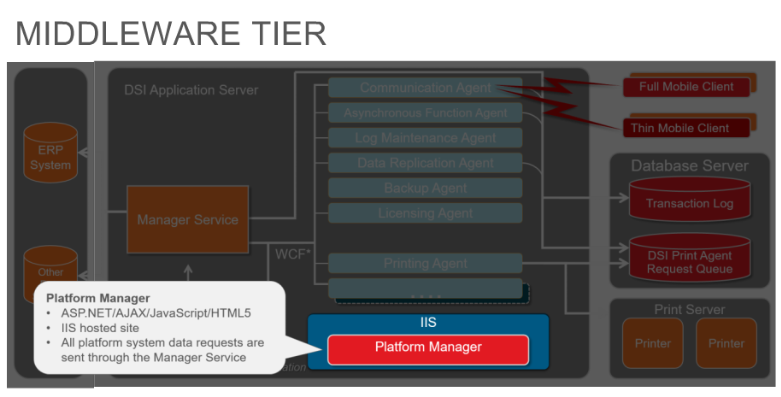 MIDDLEWARE TIER
DSI Application Server
Communication Agent
Asynchronous Function Agent
Log Maintenance Agent
Data Replication Agent
Backup Agent
Licensing Agent
Printing Agent
ERP
System
Other
Manager Service
WCF*
Full Mobile Client
Thin Mobile Client
Database Server
Transaction Log
DSI Print Agent
Request Queue
Print Server
Printer
Printer
Platform Manager
• ASP.NET/AJAX/JavaScript/HTML5
• IIS hosted site
• All platform system data requests are
sent through the Manager Service
IIS
Platform Manager